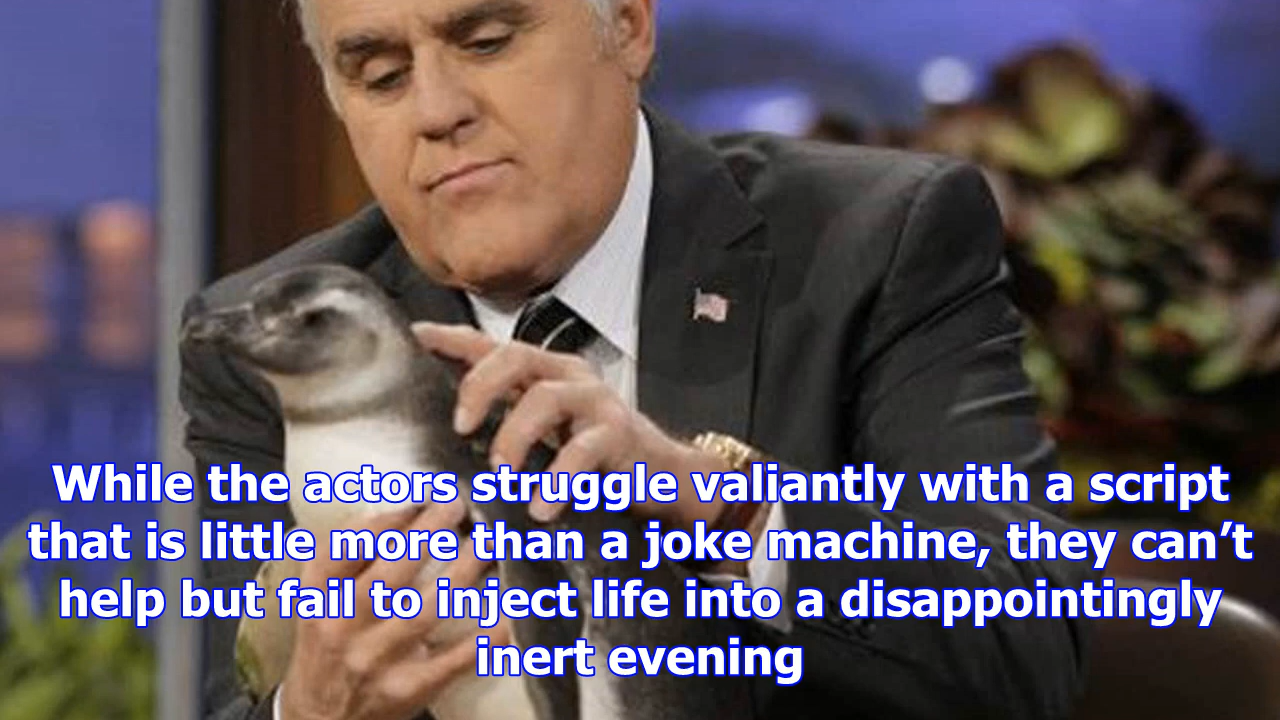 While the actors struggle valiantly with a script
that is little more than a joke machine, they can’t
help but fail to inject life into a disappointingly
inert evening